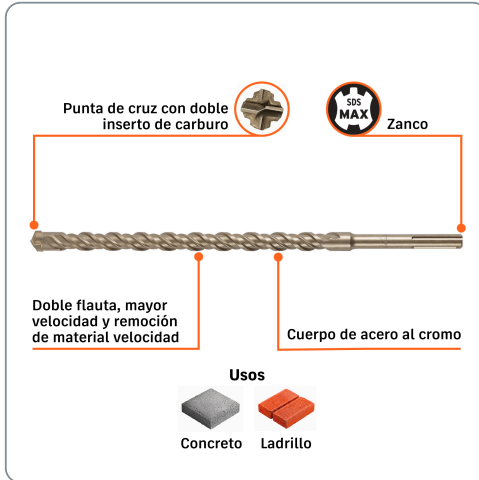 Punta de cruz con doble
inserto de carburo
SDS
MAX
Zanco
Doble flauta, mayor
velocidad y remoción
de material velocidad
Cuerpo de acero al cromo
Usos
Concreto
Ladrillo